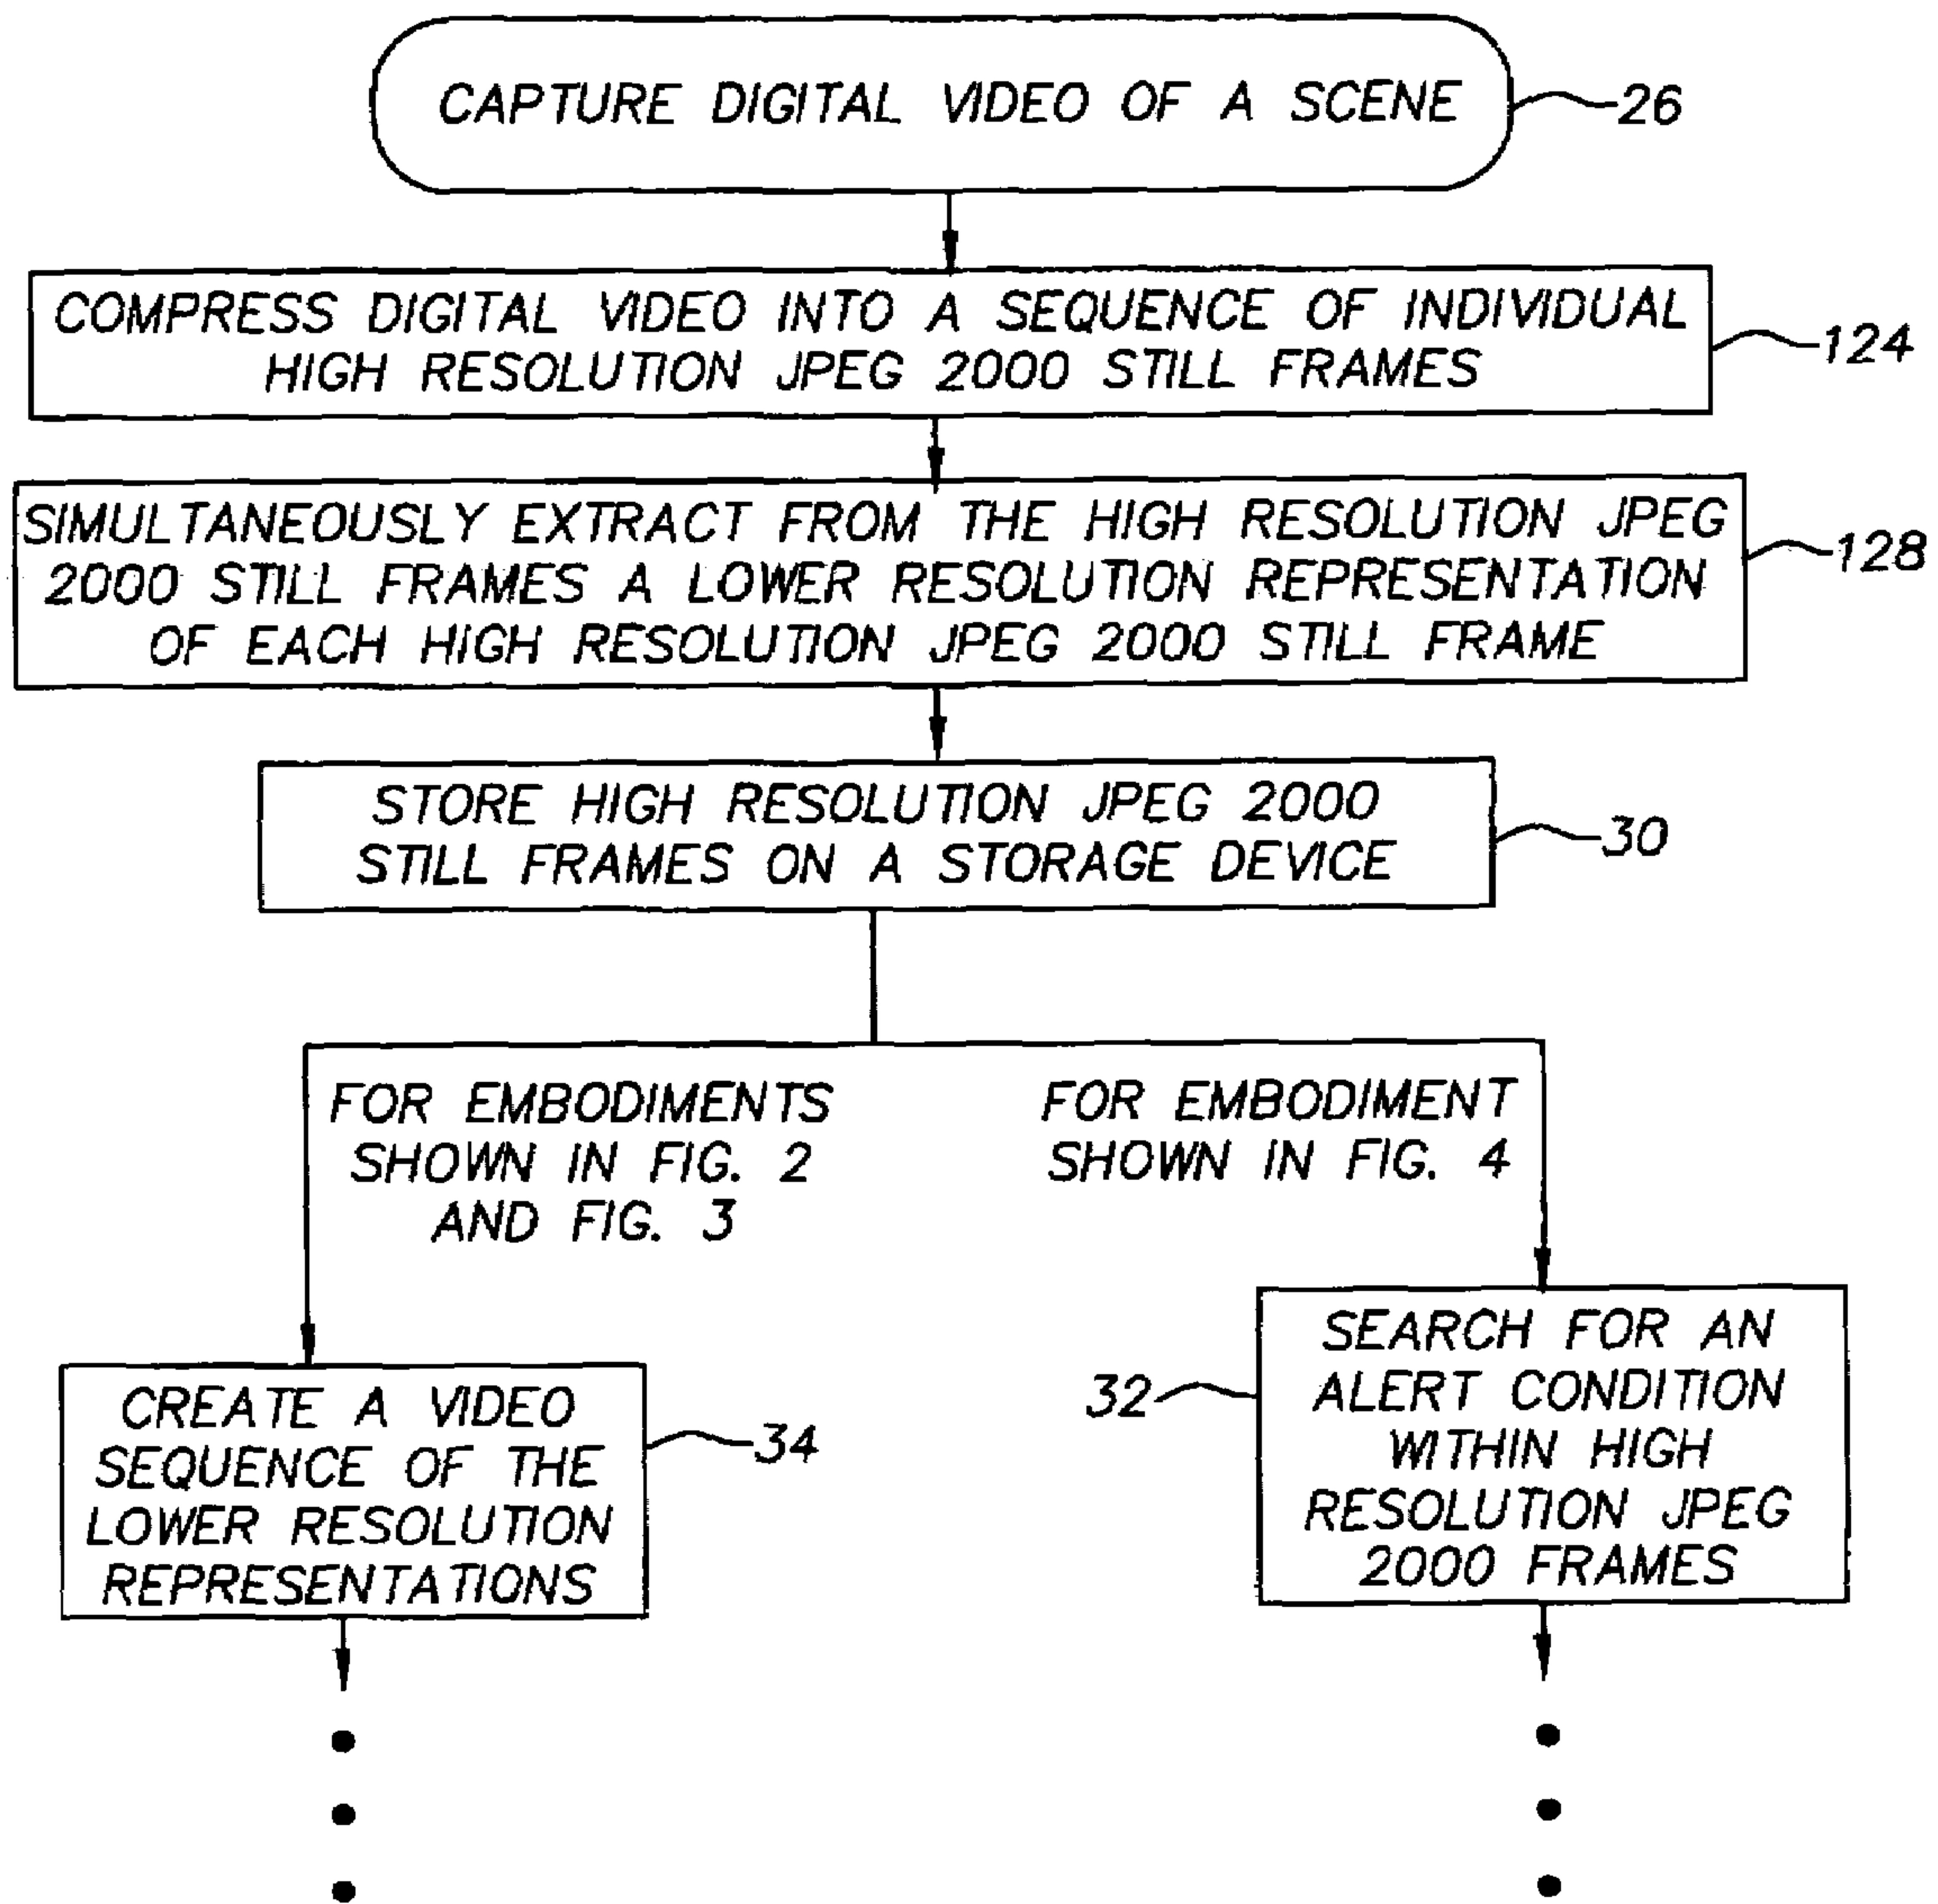 CAPTURE DIGITAL VIDEO OF A SCENE
26
COMPRESS DIGITAL VIDEO INTO A SEQUENCE OF INDIVIDUAL
HIGH RESOLUTION JPEG 2000 STILL FRAMES
124
SIMULTANEOUSLY EXTRACT FROM THE HIGH RESOLUTION JPEG
2000 STILL FRAMES A LOWER RESOLUTION REPRESENTATION
OF EACH HIGH RESOLUTION JPEG 2000 STILL FRAME
128
STORE HIGH RESOLUTION JPEG 2000
STILL FRAMES ON A STORAGE DEVICE
30
FOR EMBODIMENTS
SHOWN IN FIG. 2
AND FIG. 3
FOR EMBODIMENT
SHOWN IN FIG. 4
CREATE A VIDEO
SEQUENCE OF THE
LOWER RESOLUTION
REPRESENTATIONS
34
32
SEARCH FOR AN
ALERT CONDITION
WITHIN HIGH
RESOLUTION JPEG
2000 FRAMES